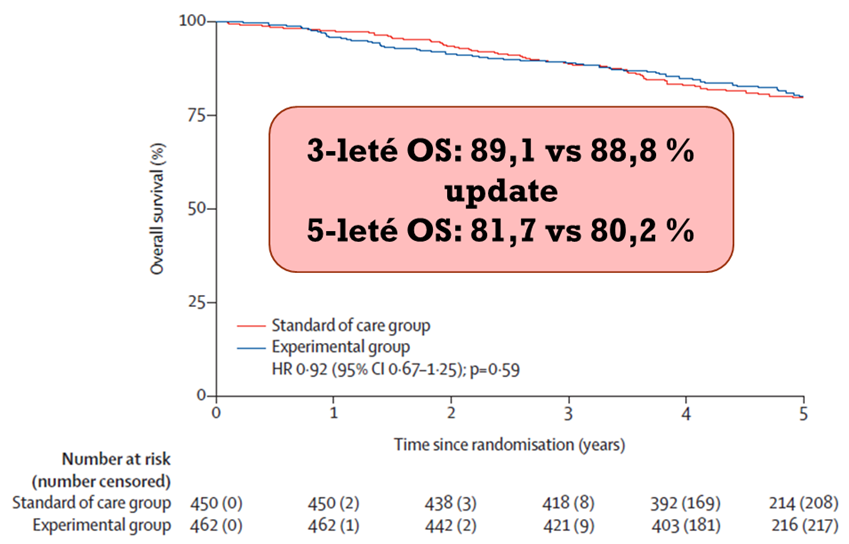 100
75
50
25
0
Overall survival (%)
3-leté OS: 89,1 vs 88,8 %
update
5-leté OS: 81,7 vs 80,2 %
Standard of care group
Experimental group
HR 0·92 (95% CI 0·67–1·25); p=0·59
0 1 2 3 4 5
Time since randomisation (years)
Number at risk
(number censored)
Standard of care group 450 (0) 450 (2) 438 (3) 418 (8) 392 (169) 214 (208)
Experimental group 462 (0) 462 (1) 442 (2) 421 (9) 403 (181) 216 (217)